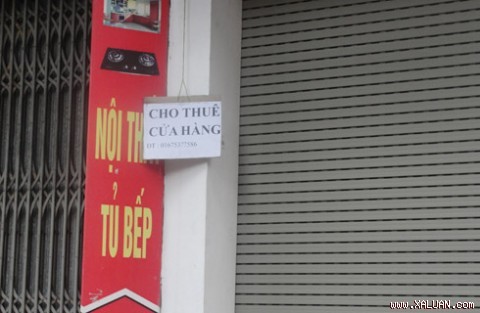 NỘI TH
TỦ BẾP
CHO THUÊ
CỬA HÀNG
www.XALUAN.com